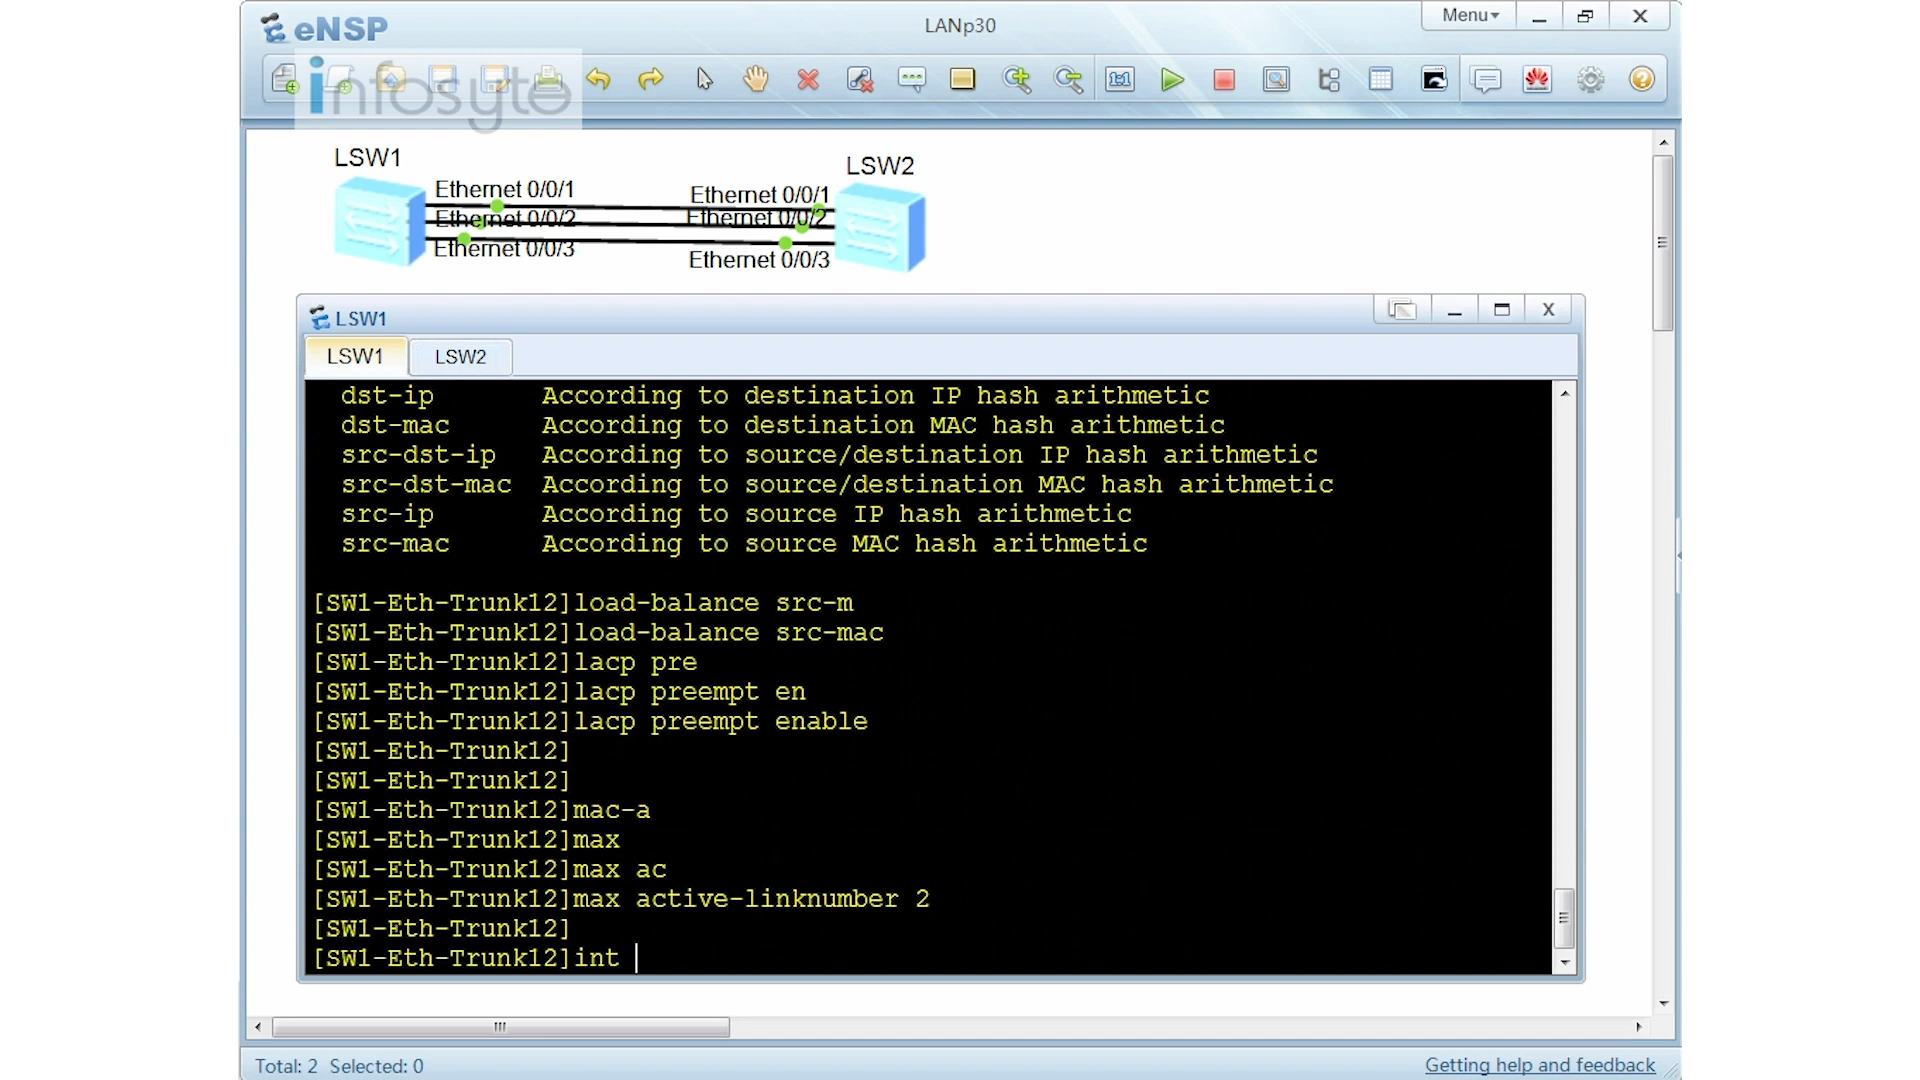 eNSP
LANp30
Menu
infosyte
LSW1
LSW2
Ethernet 0/0/1
Ethernet 0/0/1
Ethernet 0/0/2
Ethernet 0/0/2
Ethernet 0/0/3
Ethernet 0/0/3
LSW1
LSW1
LSW2
dst-ip According to destination IP hash arithmetic
dst-mac According to destination MAC hash arithmetic
src-dst-ip According to source/destination IP hash arithmetic
src-dst-mac According to source/destination MAC hash arithmetic
src-ip According to source IP hash arithmetic
src-mac According to source MAC hash arithmetic
[SW1-Eth-Trunk12]load-balance src-m
[SW1-Eth-Trunk12]load-balance src-mac
[SW1-Eth-Trunk12]lacp pre
[SW1-Eth-Trunk12]lacp preempt en
[SW1-Eth-Trunk12]lacp preempt enable
[SW1-Eth-Trunk12]
[SW1-Eth-Trunk12]
[SW1-Eth-Trunk12]mac-a
[SW1-Eth-Trunk12]max
[SW1-Eth-Trunk12]max ac
[SW1-Eth-Trunk12]max active-linknumber 2
[SW1-Eth-Trunk12]
[SW1-Eth-Trunk12]int
Total: 2 Selected: 0
Getting help and feedback